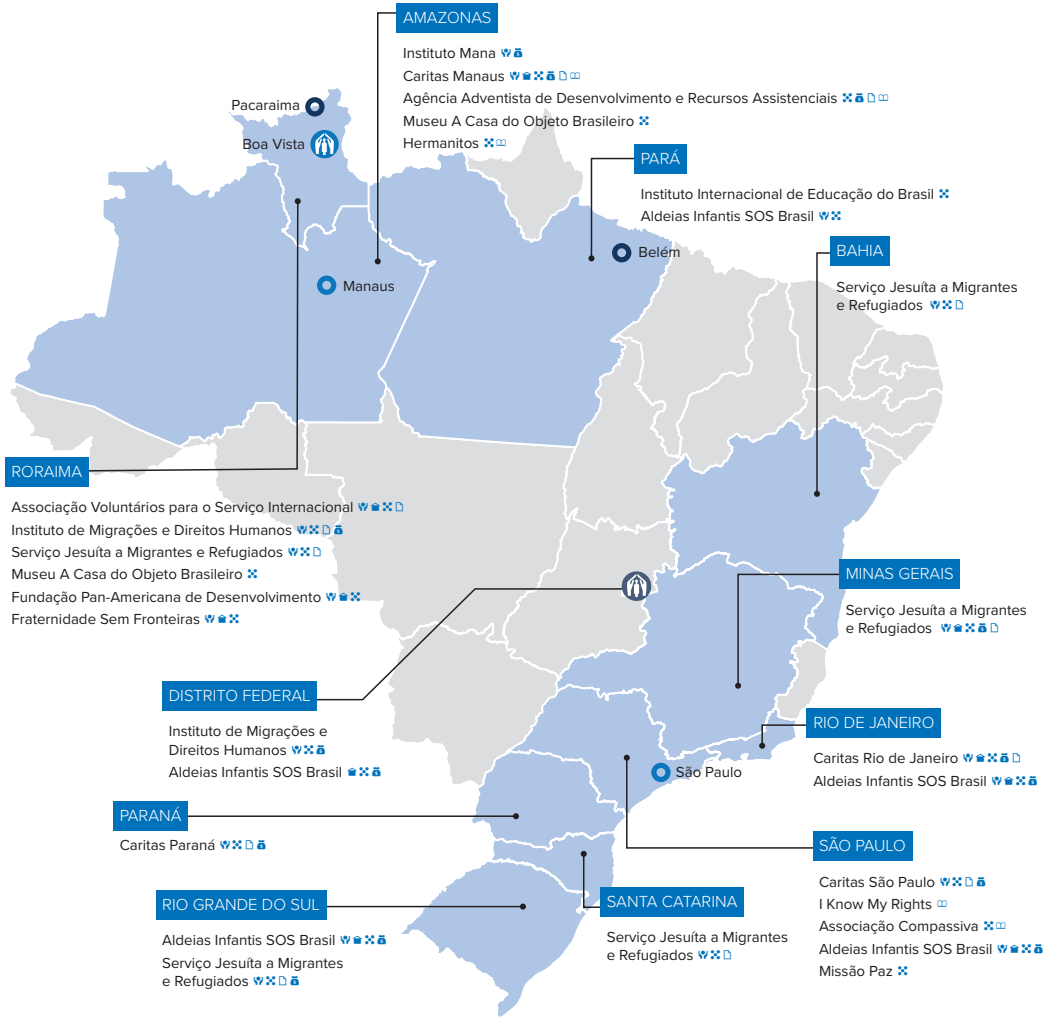 AMAZONAS
Instituto Mana
Caritas Manaus
Agência Adventista de Desenvolvimento e Recursos Assistenciais
Museu A Casa do Objeto Brasileiro
Hermanitos
Pacaraima
Boa Vista
PARÁ
Instituto Internacional de Educação do Brasil
Aldeias Infantis SOS Brasil
Belém
Manaus
BAHIA
Serviço Jesuíta a Migrantes
e Refugiados
RORAIMA
Associação Voluntários para o Serviço Internacional
Instituto de Migrações e Direitos Humanos
Serviço Jesuíta a Migrantes e Refugiados
Museu A Casa do Objeto Brasileiro
Fundação Pan-Americana de Desenvolvimento
Fraternidade Sem Fronteiras
MINAS GERAIS
Serviço Jesuíta a Migrantes
e Refugiados
DISTRITO FEDERAL
Instituto de Migrações e
Direitos Humanos
Aldeias Infantis SOS Brasil
RIO DE JANEIRO
Caritas Rio de Janeiro
Aldeias Infantis SOS Brasil
São Paulo
PARANÁ
Caritas Paraná
SÃO PAULO
Caritas São Paulo
I Know My Rights
Associação Compassiva
Aldeias Infantis SOS Brasil
Missão Paz
RIO GRANDE DO SUL
Aldeias Infantis SOS Brasil
Serviço Jesuíta a Migrantes
e Refugiados
SANTA CATARINA
Serviço Jesuíta a Migrantes
e Refugiados